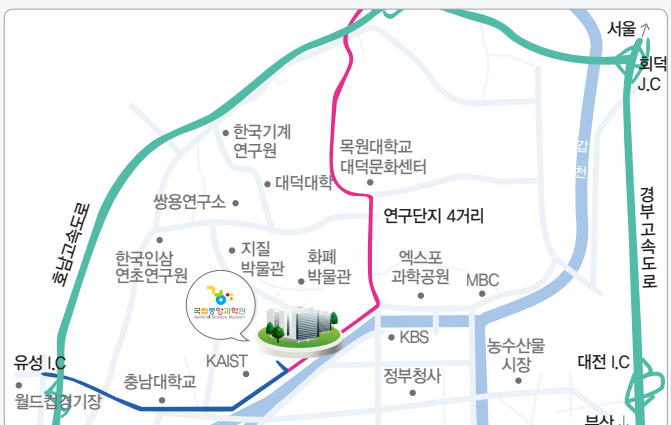 서울
회덕
J.C
한국기계
연구원
목원대학교
대덕문화센터
갑
천
대덕대학
쌍용연구소
연구단지 4거리
호남고속도로
경부고속도로
한국인삼
연초연구원
지질
박물관
화폐
박물관
엑스포
과학공원
MBC
국립중앙과학관
National Science Museum
KBS
농수산물
시장
유성 I.C
KAIST
충남대학교
정부청사
대전 I.C
월드컵경기장
부산